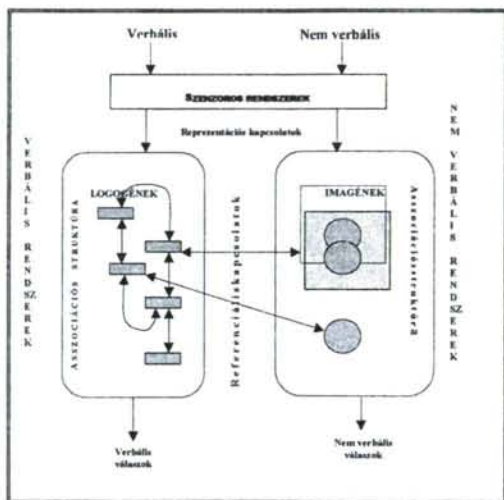 Verbális
Nem verbális
SZENZOROS RENDSZEREK
Reprezentációs kapcsolatok
VERBÁLIS RENDSZEREK
ASSZOCIÁCIÓS STRUKTÚRA
LOGOGÉNEK
Referenciális kapcsolatok
IMAGÉNEK
Asszociációs struktúra
NEM VERBÁLIS RENDSZEREK
Verbális
válaszok
Nem verbális
válaszok